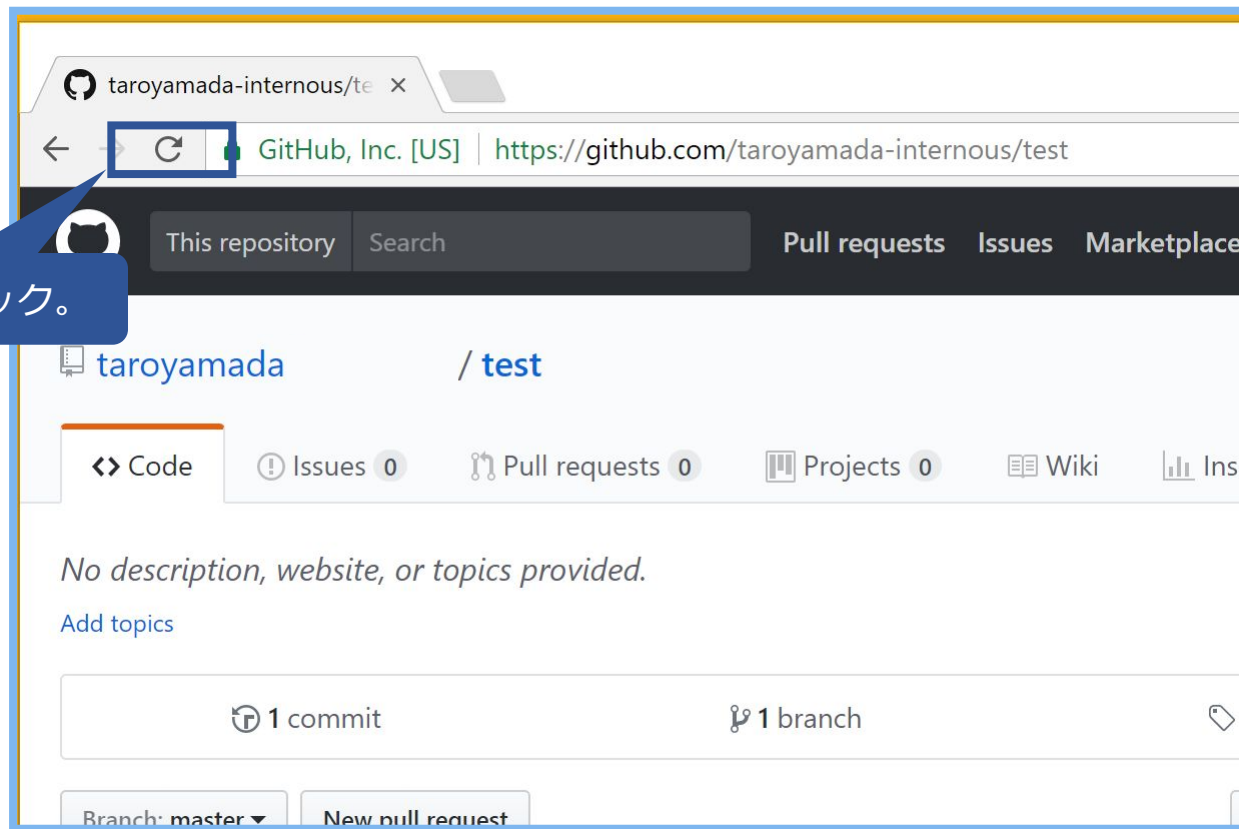 taroyamada-internous/te
GitHub, Inc. [US] https://github.com/taroyamada-internous/test
This repository Search Pull requests Issues Marketplace
ック。
taroyamada / test
Code Issues 0 Pull requests 0 Projects 0 Wiki Ins
No description, website, or topics provided.
Add topics
1 commit 1 branch
Branch: master New pull request